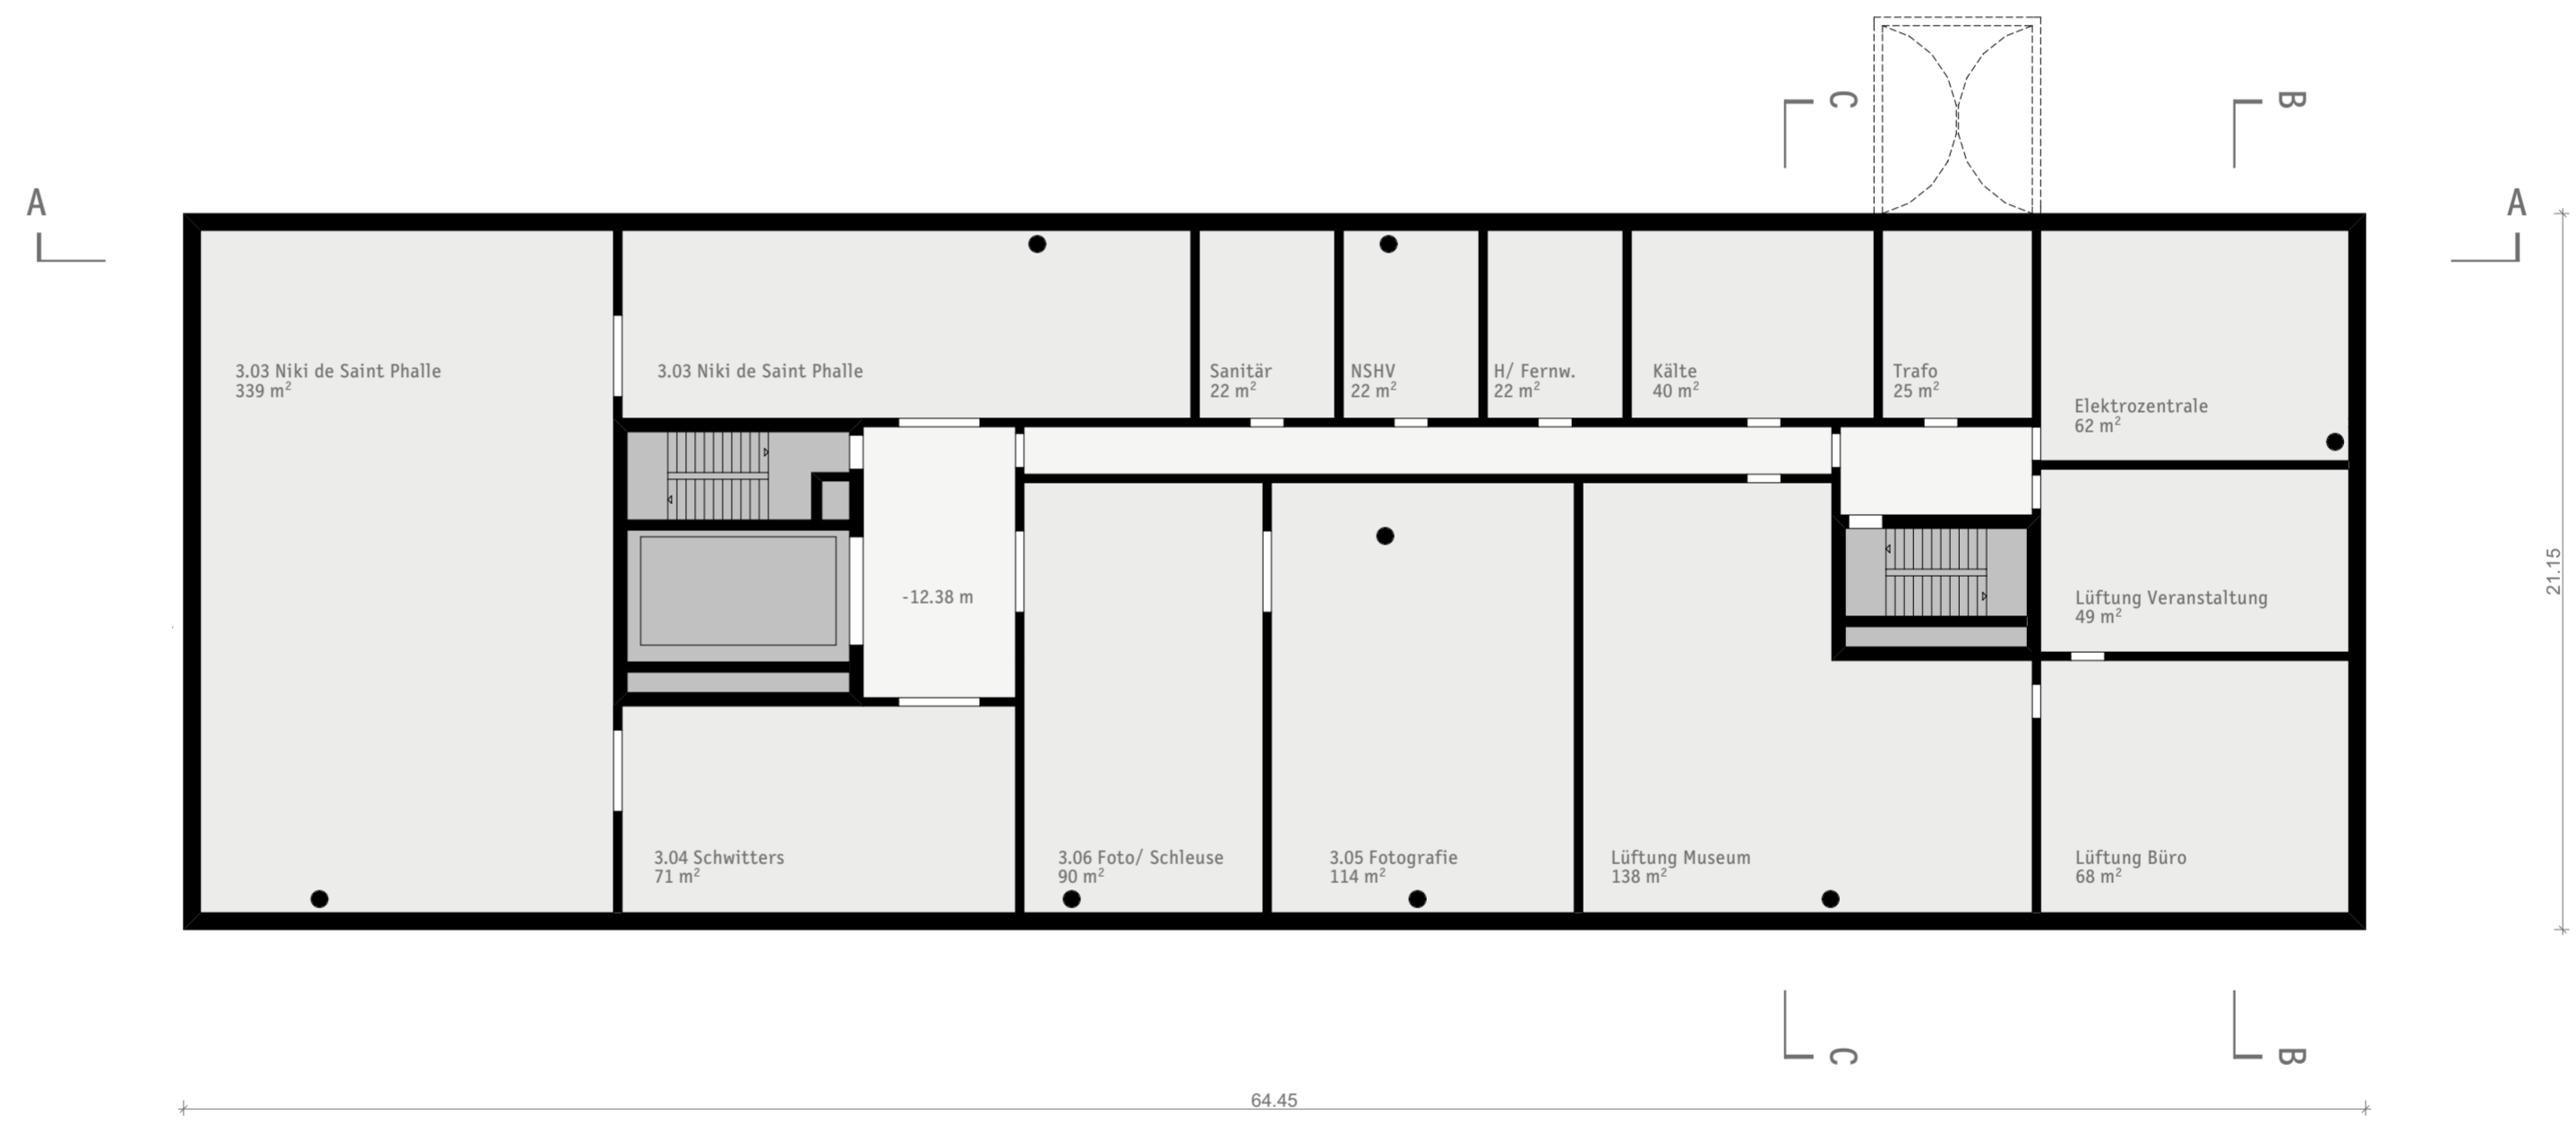 C
B
A
A
3.03 Niki de Saint Phalle
339 m²
3.03 Niki de Saint Phalle
Sanitär
22 m²
NSHV
22 m²
H/ Fernw.
22 m²
Kälte
40 m²
Trafo
25 m²
Elektrozentrale
62 m²
-12.38 m
Lüftung Veranstaltung
49 m²
21.15
3.04 Schwitters
71 m²
3.06 Foto/ Schleuse
90 m²
3.05 Fotografie
114 m²
Lüftung Museum
138 m²
Lüftung Büro
68 m²
C
B
64.45